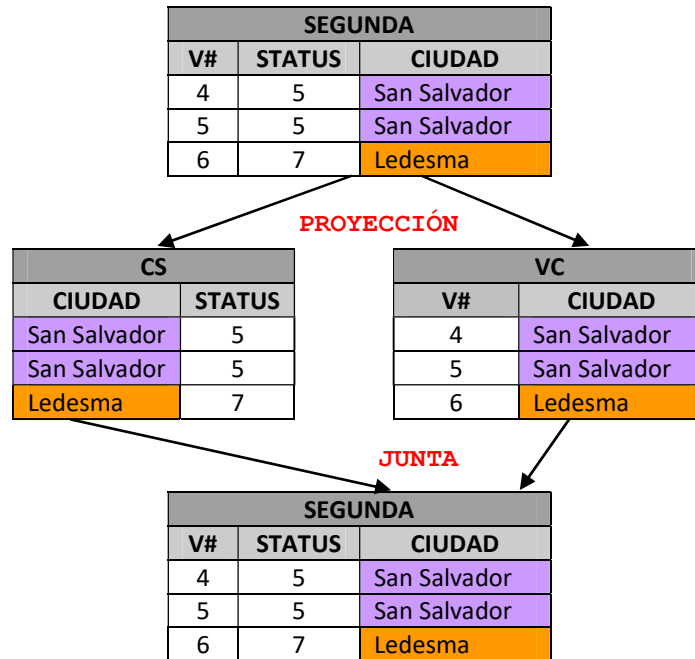 SEGUNDA
V# STATUS CIUDAD
4 5 San Salvador
5 5 San Salvador
6 7 Ledesma
PROYECCIÓN
CS
CIUDAD STATUS
San Salvador 5
San Salvador 5
Ledesma 7
VC
V# CIUDAD
4 San Salvador
5 San Salvador
6 Ledesma
JUNTA
SEGUNDA
V# STATUS CIUDAD
4 5 San Salvador
5 5 San Salvador
6 7 Ledesma